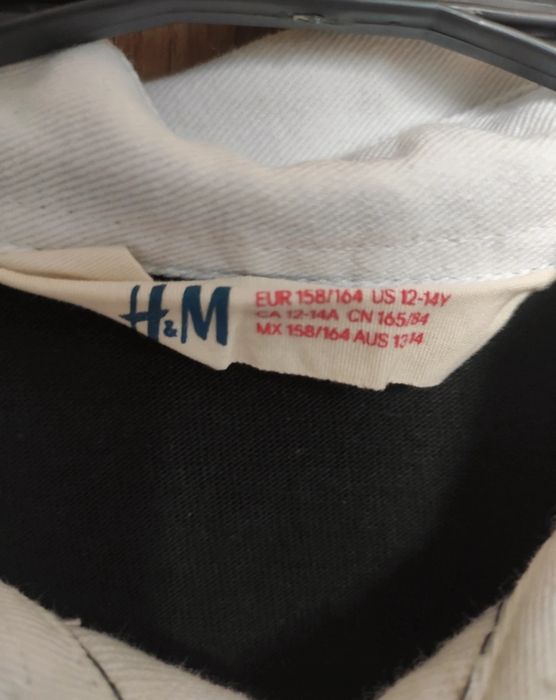 H&M
EUR 158/164 US 12-14Y
CA 12-14A CN 165/84
MX 158/164 AUS 13-14